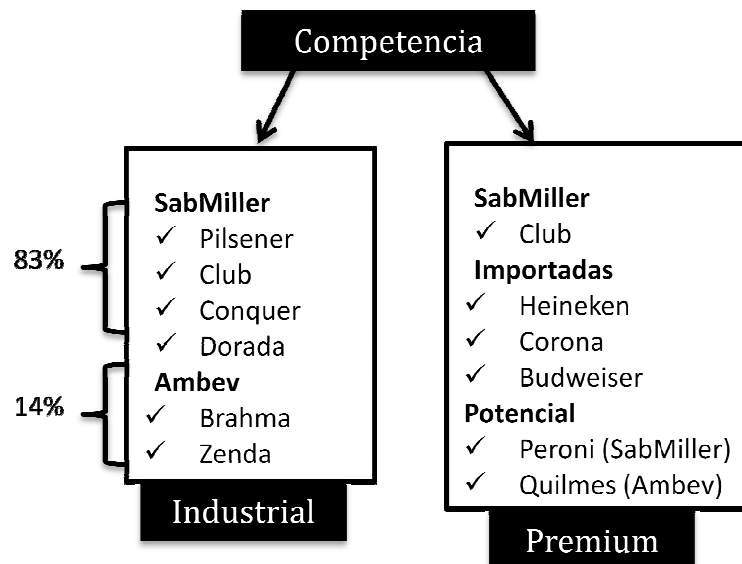 Competencia
83%
14%
SabMiller
✓ Pilsener
✓ Club
✓ Conquer
✓ Dorada
Ambev
✓ Brahma
✓ Zenda
Industrial
SabMiller
✓ Club
Importadas
✓ Heineken
✓ Corona
✓ Budweiser
Potencial
✓ Peroni (SabMiller)
✓ Quilmes (Ambev)
Premium